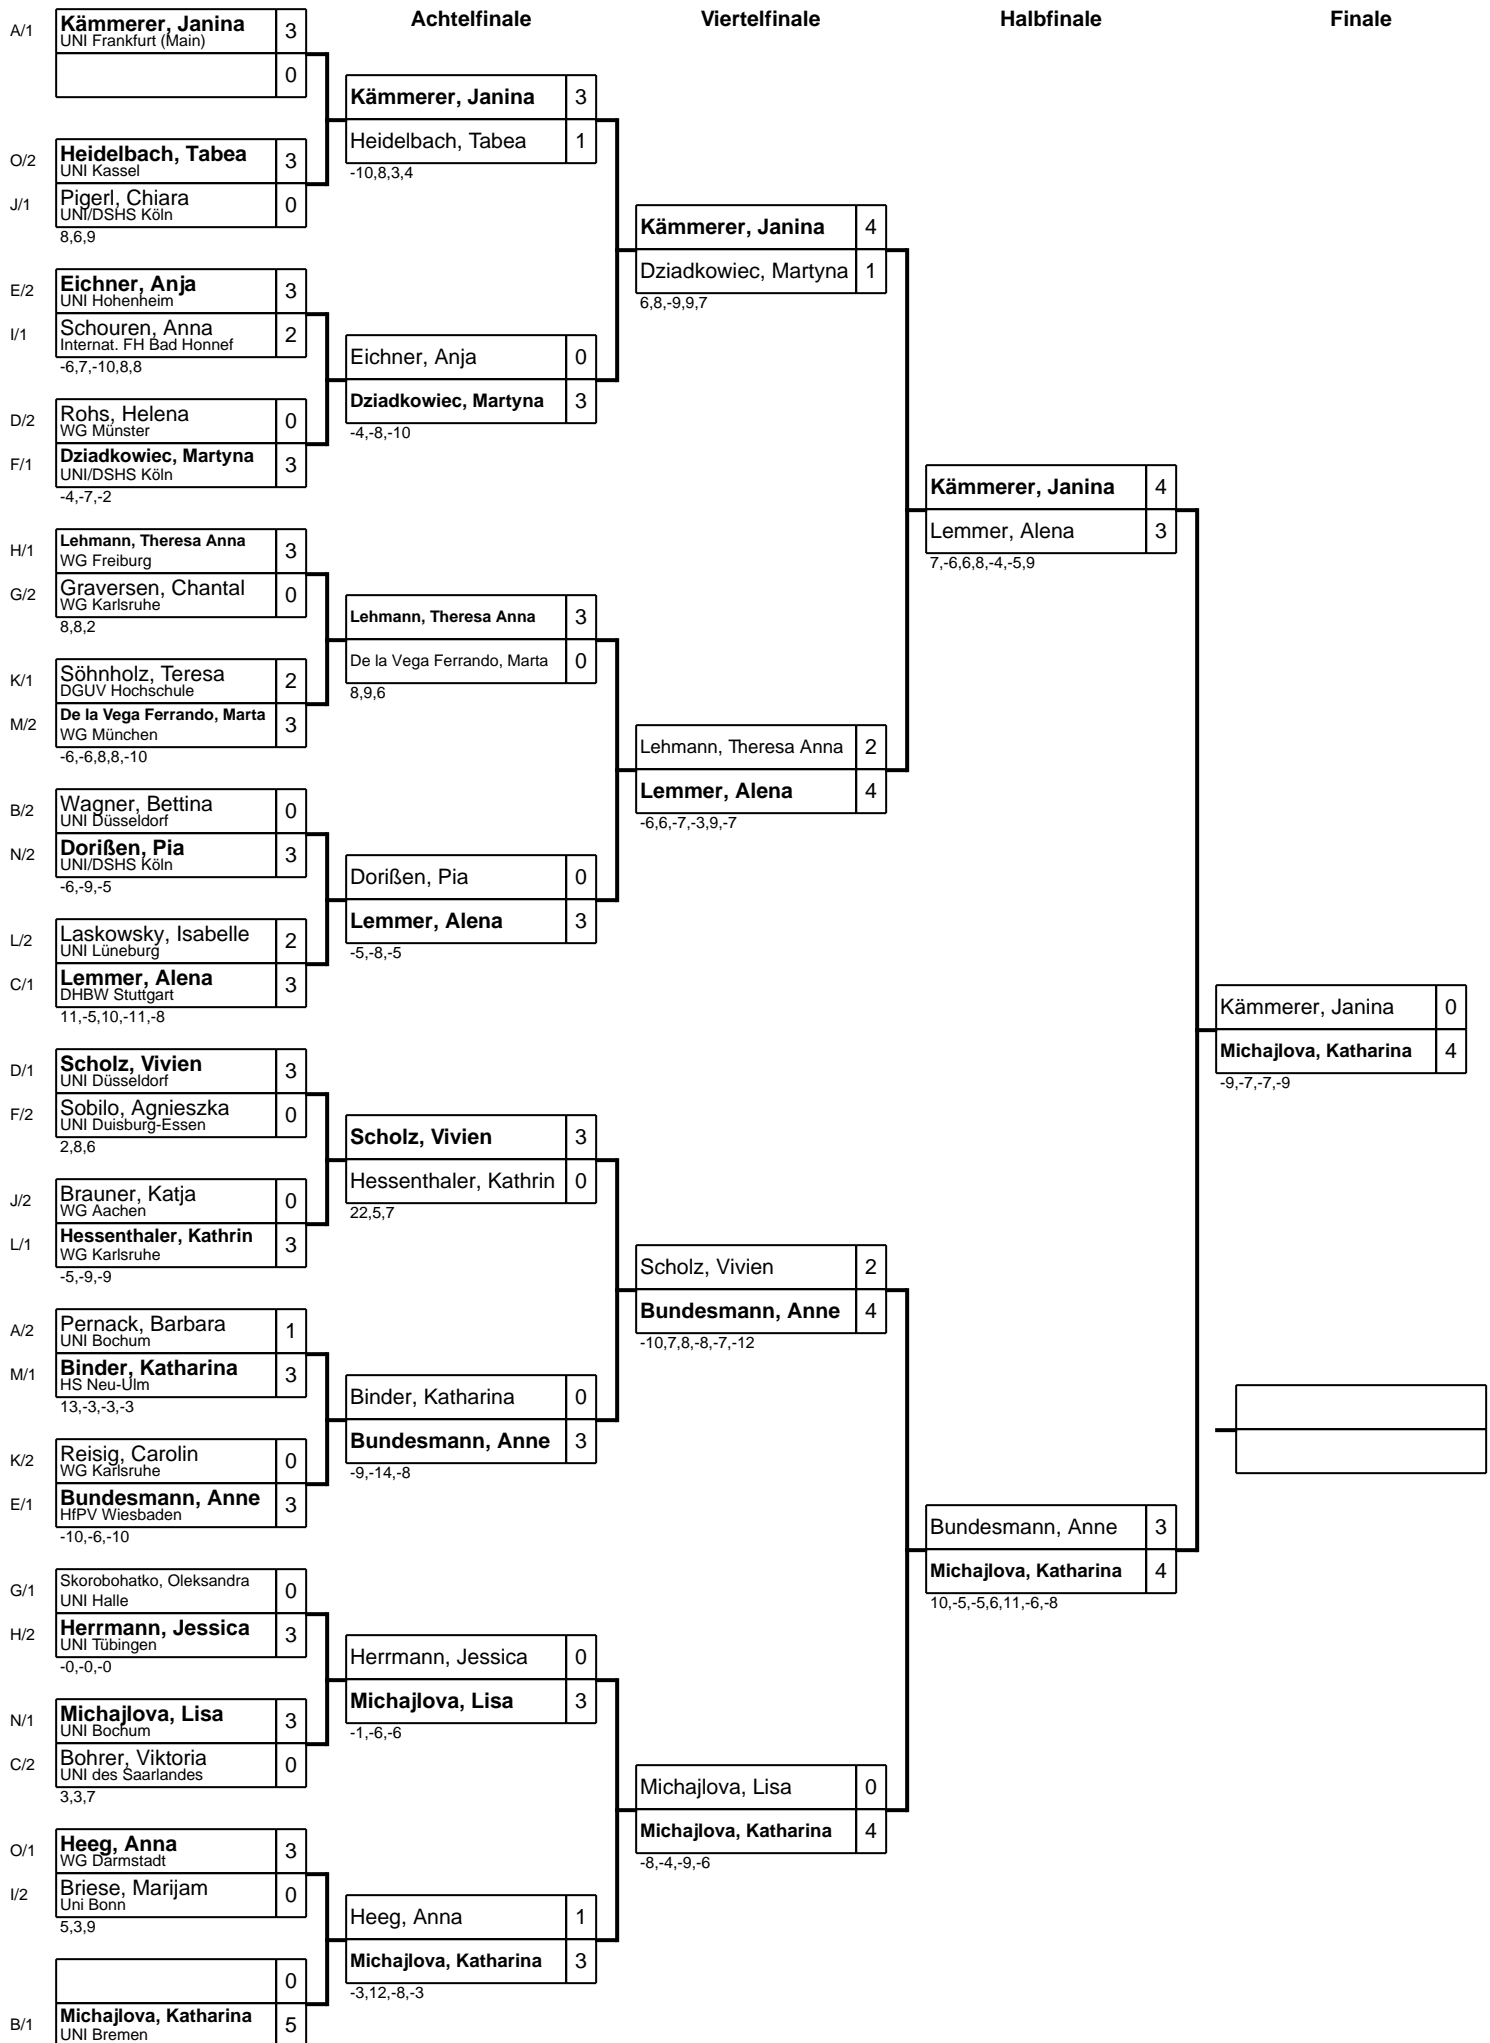 Achtelfinale
Viertelfinale
Halbfinale
Finale
A/1 Kämmerer, Janina 3
UNI Frankfurt (Main)
0
O/2 Heidelbach, Tabea 3
UNI Kassel
J/1 Pigerl, Chiara 0
UNI/DSHS Köln
8,6,9
E/2 Eichner, Anja 3
UNI Hohenheim
I/1 Schouren, Anna 2
Internat. FH Bad Honnef
-6,7,-10,8,8
D/2 Rohs, Helena 0
WG Münster
F/1 Dziadkowiec, Martyna 3
UNI/DSHS Köln
-4,-7,-2
H/1 Lehmann, Theresa Anna 3
WG Freiburg
G/2 Graversen, Chantal 0
WG Karlsruhe
8,8,2
K/1 Söhnholz, Teresa 2
DGUV Hochschule
M/2 De la Vega Ferrando, Marta 3
WG München
-6,-6,8,8,-10
B/2 Wagner, Bettina 0
UNI Düsseldorf
N/2 Dorißen, Pia 3
UNI/DSHS Köln
-6,-9,-5
L/2 Laskowsky, Isabelle 2
UNI Lüneburg
C/1 Lemmer, Alena 3
DHBW Stuttgart
11,-5,10,-11,-8
D/1 Scholz, Vivien 3
UNI Düsseldorf
F/2 Sobilo, Agnieszka 0
UNI Duisburg-Essen
2,8,6
J/2 Brauner, Katja 0
WG Aachen
L/1 Hessenthaler, Kathrin 3
WG Karlsruhe
-5,-9,-9
A/2 Pernack, Barbara 1
UNI Bochum
M/1 Binder, Katharina 3
HS Neu-Ulm
13,-3,-3,-3
K/2 Reisig, Carolin 0
WG Karlsruhe
E/1 Bundesmann, Anne 3
HfPV Wiesbaden
-10,-6,-10
G/1 Skorobohatko, Oleksandra 0
UNI Halle
H/2 Herrmann, Jessica 3
UNI Tübingen
-0,-0,-0
N/1 Michajlova, Lisa 3
UNI Bochum
C/2 Bohrer, Viktoria 0
UNI des Saarlandes
3,3,7
O/1 Heeg, Anna 3
WG Darmstadt
I/2 Briese, Marijam 0
Uni Bonn
5,3,9
0
B/1 Michajlova, Katharina 5
UNI Bremen
Kämmerer, Janina 3
Heidelbach, Tabea 1
-10,8,3,4
Eichner, Anja 0
Dziadkowiec, Martyna 3
-4,-8,-10
Lehmann, Theresa Anna 3
De la Vega Ferrando, Marta 0
8,9,6
Dorißen, Pia 0
Lemmer, Alena 3
-5,-8,-5
Scholz, Vivien 3
Hessenthaler, Kathrin 0
22,5,7
Binder, Katharina 0
Bundesmann, Anne 3
-9,-14,-8
Herrmann, Jessica 0
Michajlova, Lisa 3
-1,-6,-6
Heeg, Anna 1
Michajlova, Katharina 3
-3,12,-8,-3
Kämmerer, Janina 4
Dziadkowiec, Martyna 1
6,8,-9,9,7
Lehmann, Theresa Anna 2
Lemmer, Alena 4
-6,6,-7,-3,9,-7
Scholz, Vivien 2
Bundesmann, Anne 4
-10,7,8,-8,-7,-12
Michajlova, Lisa 0
Michajlova, Katharina 4
-8,-4,-9,-6
Kämmerer, Janina 4
Lemmer, Alena 3
7,-6,6,8,-4,-5,9
Bundesmann, Anne 3
Michajlova, Katharina 4
10,-5,-5,6,11,-6,-8
Kämmerer, Janina 0
Michajlova, Katharina 4
-9,-7,-7,-9